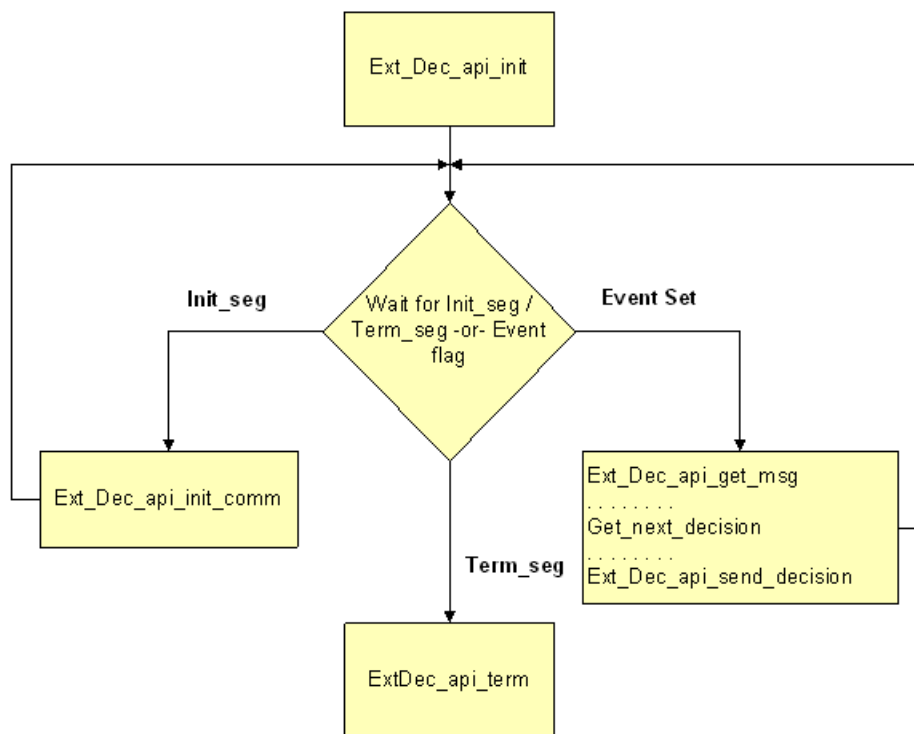 Ext_Dec_api_init
Init_seg
Wait for Init_seg /
Term_seg -or- Event
flag
Event Set
Ext_Dec_api_init_comm
Ext_Dec_api_get_msg
. . . . . . . .
Get_next_decision
. . . . . . . .
Ext_Dec_api_send_decision
Term_seg
ExtDec_api_term